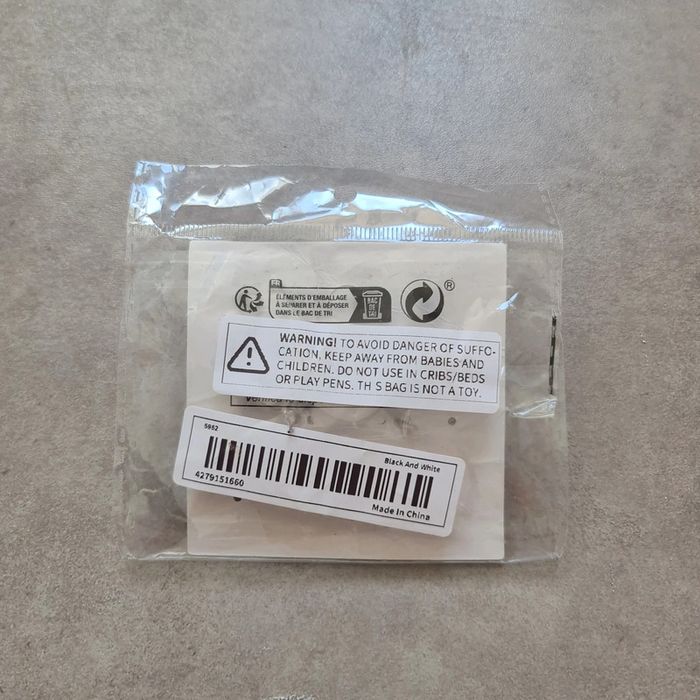 FR
ÉLÉMENTS D'EMBALLAGE
À SÉPARER ET À DÉPOSER
DANS LE BAC DE TRI
BAC
DE
TRI
®
WARNING! TO AVOID DANGER OF SUFFO-
CATION, KEEP AWAY FROM BABIES AND
CHILDREN. DO NOT USE IN CRIBS/BEDS
OR PLAY PENS. TH S BAG IS NOT A TOY.
5952
Black And White
4279151660
Made In China